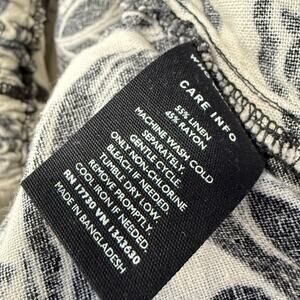 CARE INFO
55% LINEN
45% RAYON
MACHINE WASH COLD
SEPARATELY.
GENTLE CYCLE.
ONLY NON-CHLORINE
BLEACH IF NEEDED.
TUMBLE DRY LOW.
REMOVE PROMPTLY.
COOL IRON IF NEEDED
RN 17730 VN 1343630
MADE IN
BANGLADESH